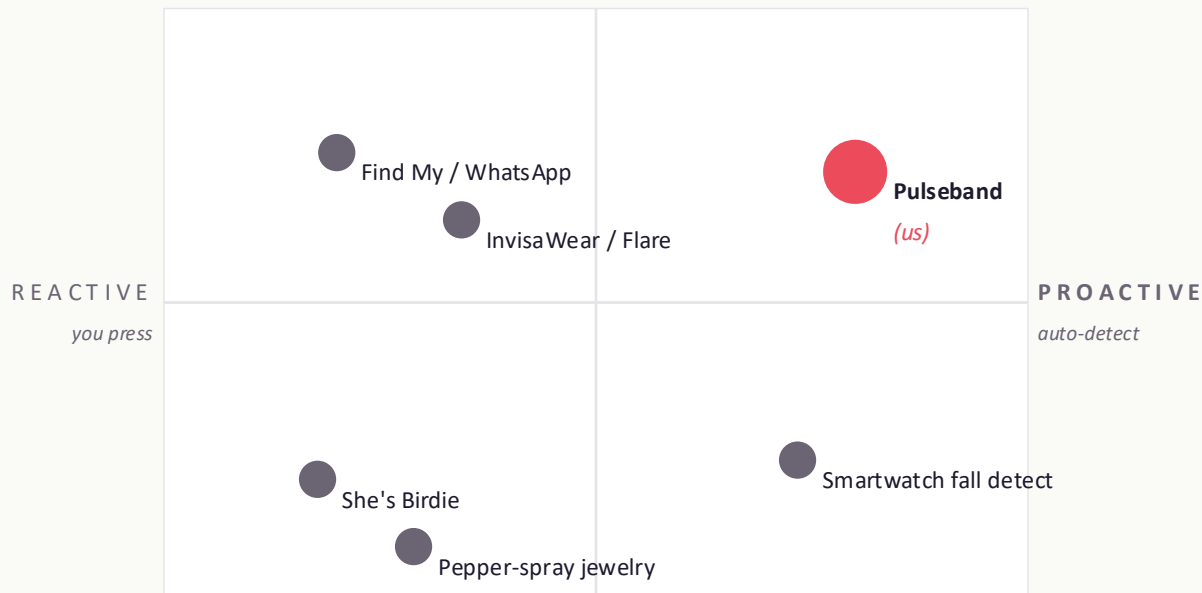 Find My / WhatsApp
Pulseband
(us)
InvisaWear / Flare
REACTIVE
you press
PROACTIVE
auto-detect
Smartwatch fall detect
She's Birdie
Pepper-spray jewelry